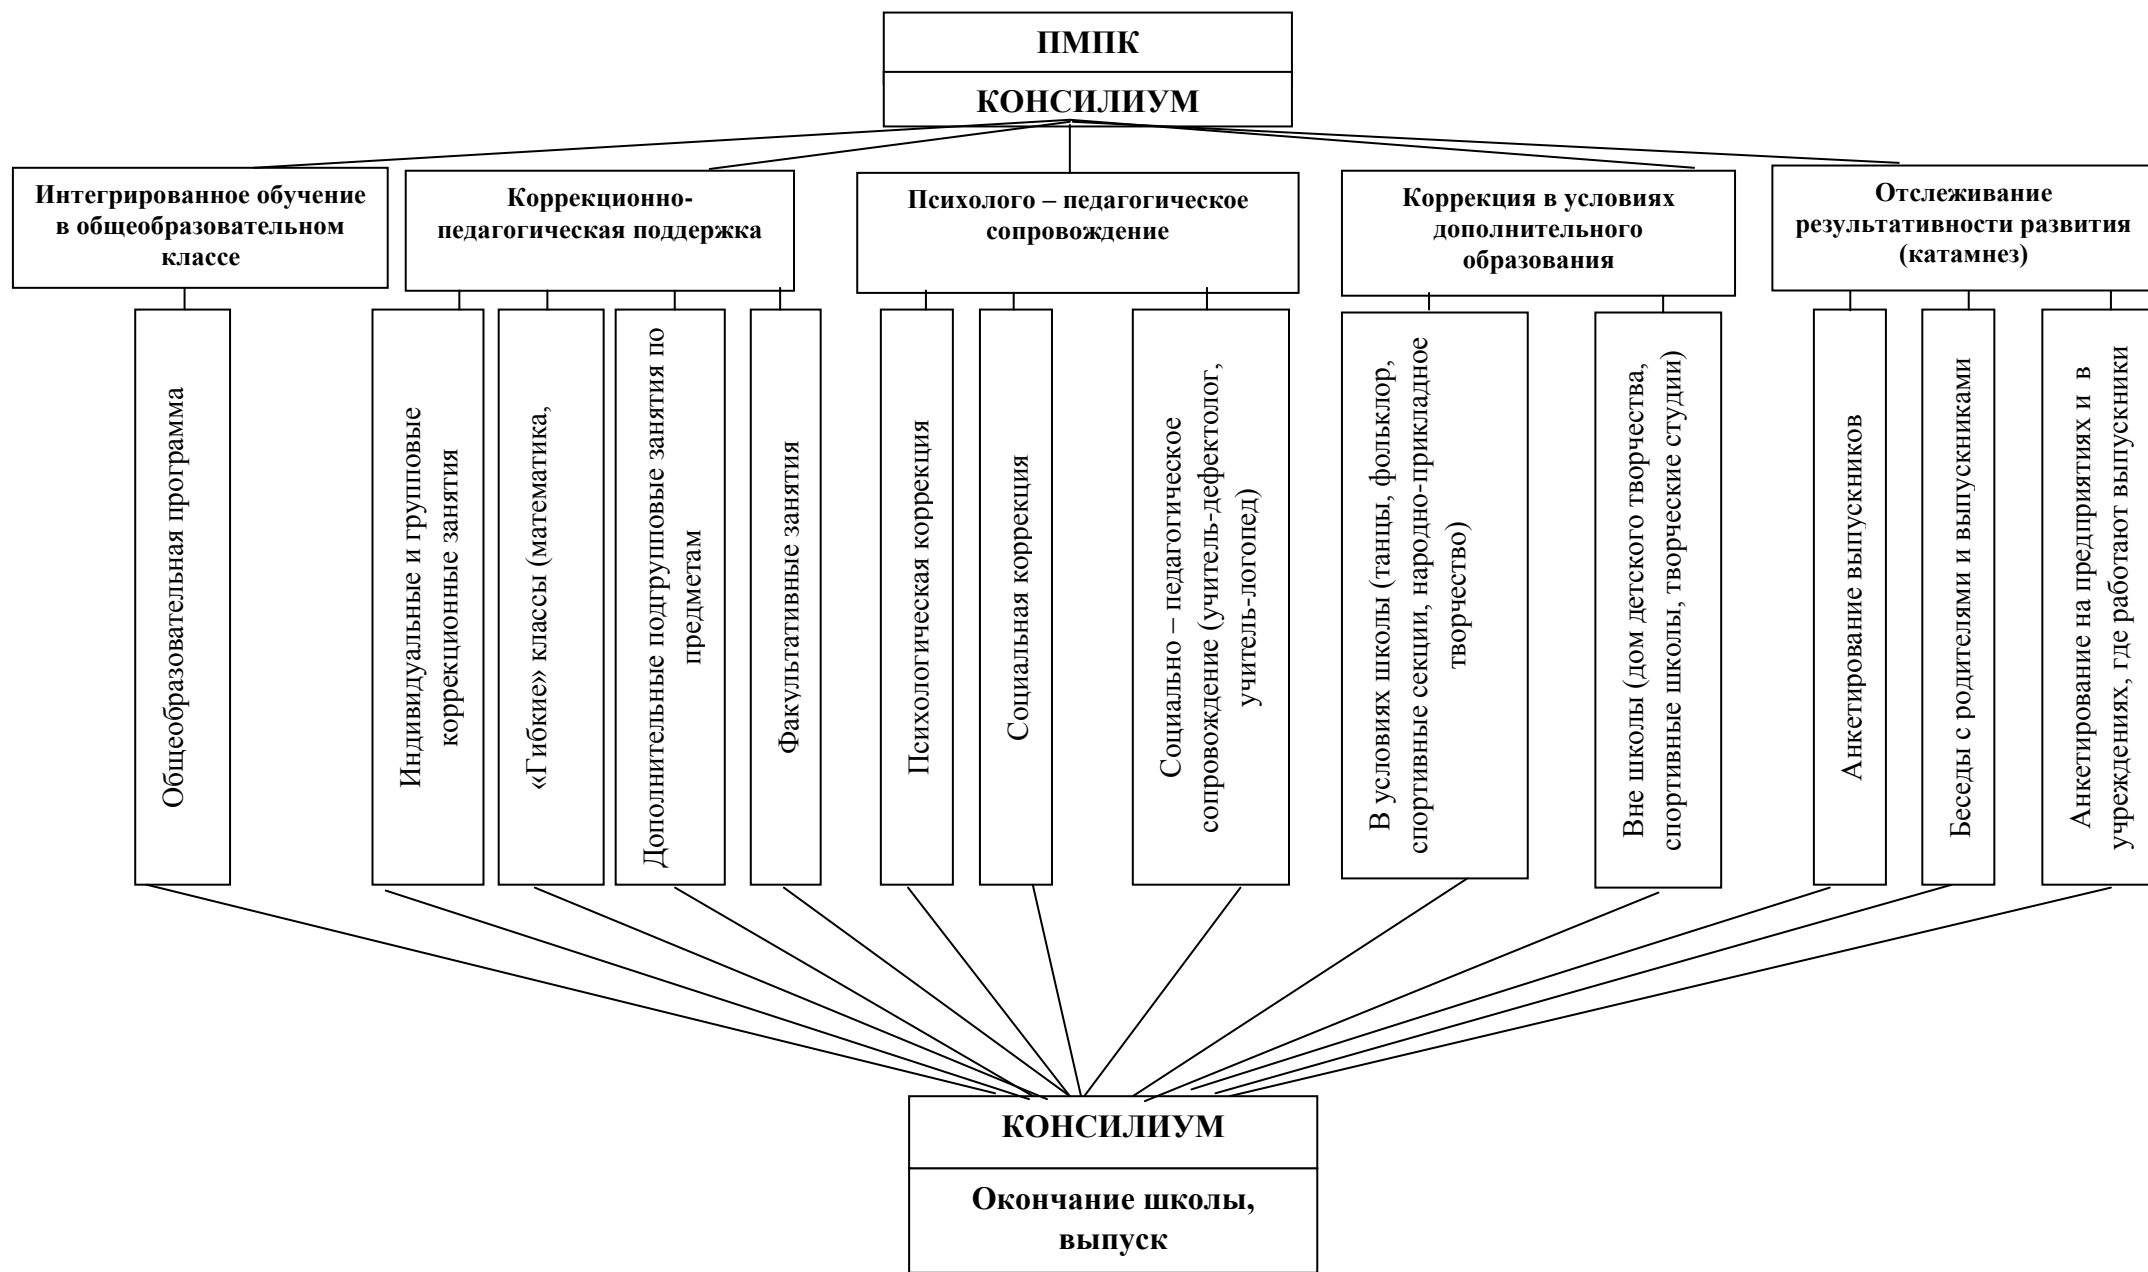 ПМПК
КОНСИЛИУМ
Интегрированное обучение
в общеобразовательном
классе
Коррекционно-
педагогическая поддержка
Психолого – педагогическое
сопровождение
Коррекция в условиях
дополнительного
образования
Отслеживание
результативности развития
(катамнез)
Общеобразовательная программа
Индивидуальные и групповые
коррекционные занятия
«Гибкие» классы (математика,
Дополнительные подгрупповые занятия по
предметам
Факультативные занятия
Психологическая коррекция
Социальная коррекция
Социально – педагогическое
сопровождение (учитель-дефектолог,
учитель-логопед)
В условиях школы (танцы, фольклор,
спортивные секции, народно-прикладное
творчество)
Вне школы (дом детского творчества,
спортивные школы, творческие студии)
Анкетирование выпускников
Беседы с родителями и выпускниками
Анкетирование на предприятиях и в
учреждениях, где работают выпускники
КОНСИЛИУМ
Окончание школы,
выпуск